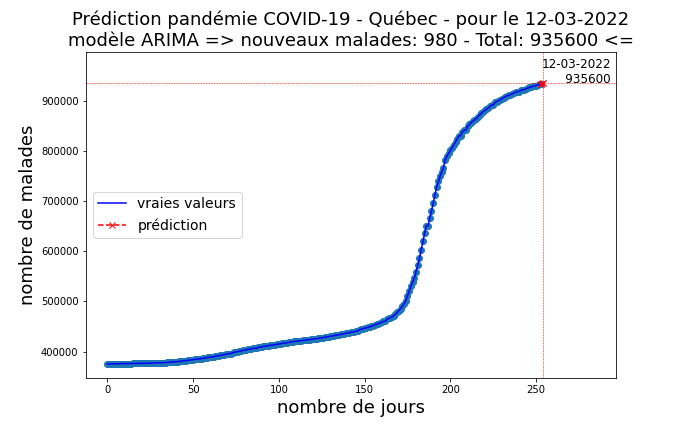 Prédiction pandémie COVID-19 - Québec - pour le 12-03-2022
modèle ARIMA => nouveaux malades: 980 - Total: 935600 <=
12-03-2022
935600
900000
800000
700000
600000
500000
400000
nombre de malades
vraies valeurs
prédiction
0 50 100 150 200 250
nombre de jours